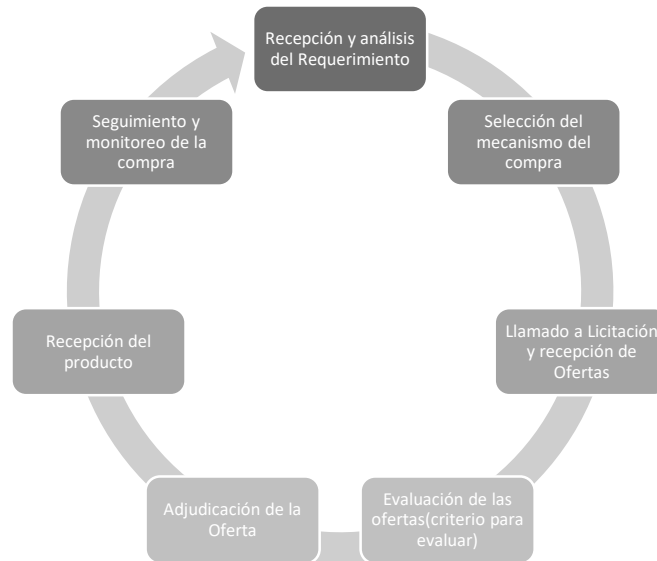 Recepción y análisis
del Requerimiento
Selección del
mecanismo del
compra
Llamado a Licitación
y recepción de
Ofertas
Evaluación de las
ofertas(criterio para
evaluar)
Adjudicación de la
Oferta
Recepción del
producto
Seguimiento y
monitoreo de la
compra